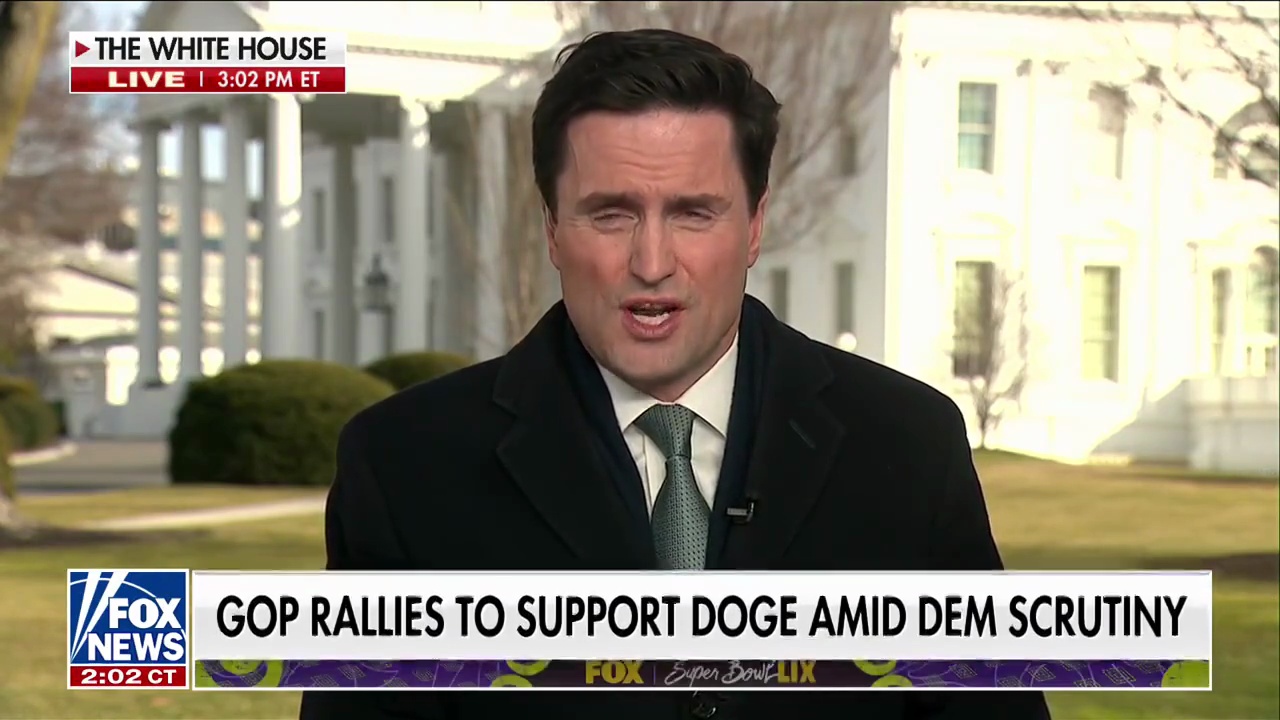 THE WHITE HOUSE
LIVE | 3:02 PM ET
GOP RALLIES TO SUPPORT DOGE AMID DEM SCRUTINY
FOX
NEWS
2:02 CT
FOX | Super Bowl LIX